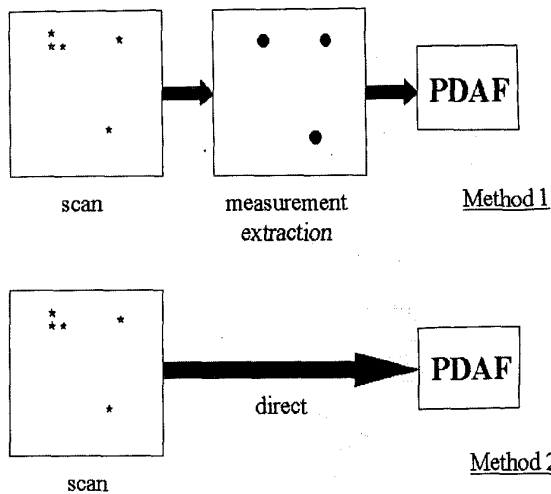 PDAF
scan
measurement
extraction
Method 1
direct
PDAF
scan
Method 2